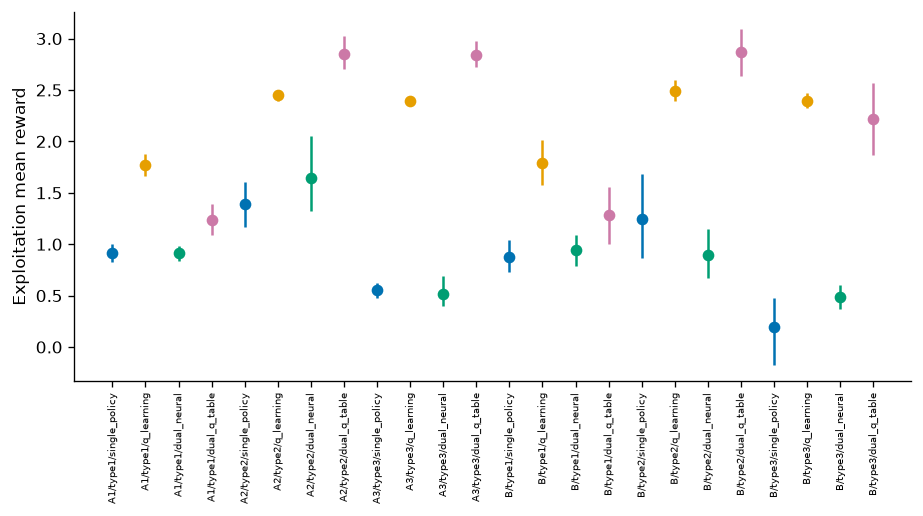 Exploitation mean reward
3.0
2.5
2.0
1.5
1.0
0.5
0.0
A1/type1/single_policy
A1/type1/q_learning
A1/type1/dual_neural
A1/type1/dual_q_table
A2/type2/single_policy
A2/type2/q_learning
A2/type2/dual_neural
A2/type2/dual_q_table
A3/type3/single_policy
A3/type3/q_learning
A3/type3/dual_neural
A3/type3/dual_q_table
B/type1/single_policy
B/type1/q_learning
B/type1/dual_neural
B/type1/dual_q_table
B/type2/single_policy
B/type2/q_learning
B/type2/dual_neural
B/type2/dual_q_table
B/type3/single_policy
B/type3/q_learning
B/type3/dual_neural
B/type3/dual_q_table